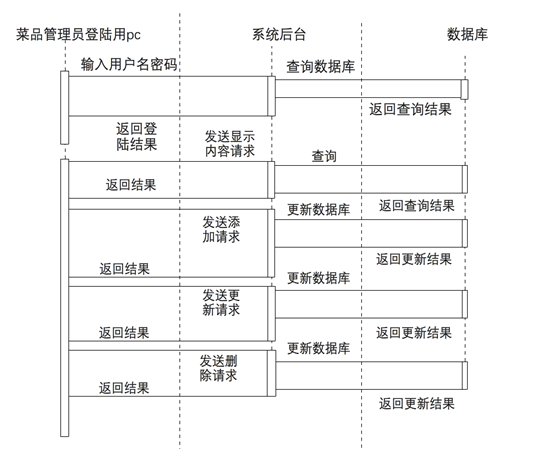 菜品管理员登陆用pc
系统后台
数据库
输入用户名密码
查询数据库
返回查询结果
返回登
陆结果
发送显示
内容请求
查询
返回结果
返回查询结果
更新数据库
发送添
加请求
返回更新结果
返回结果
更新数据库
发送更
新请求
返回结果
返回更新结果
更新数据库
发送删
除请求
返回结果
返回更新结果